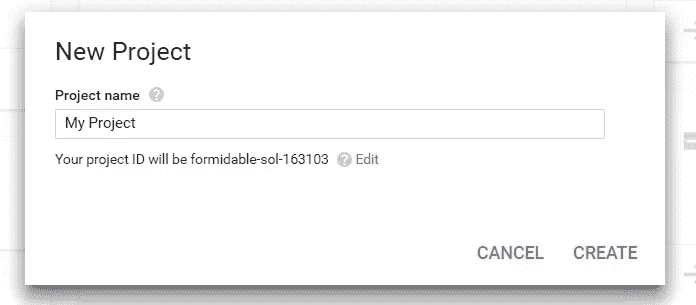 New Project
Project name ?
My Project
Your project ID will be formidable-sol-163103 ? Edit
CANCEL CREATE